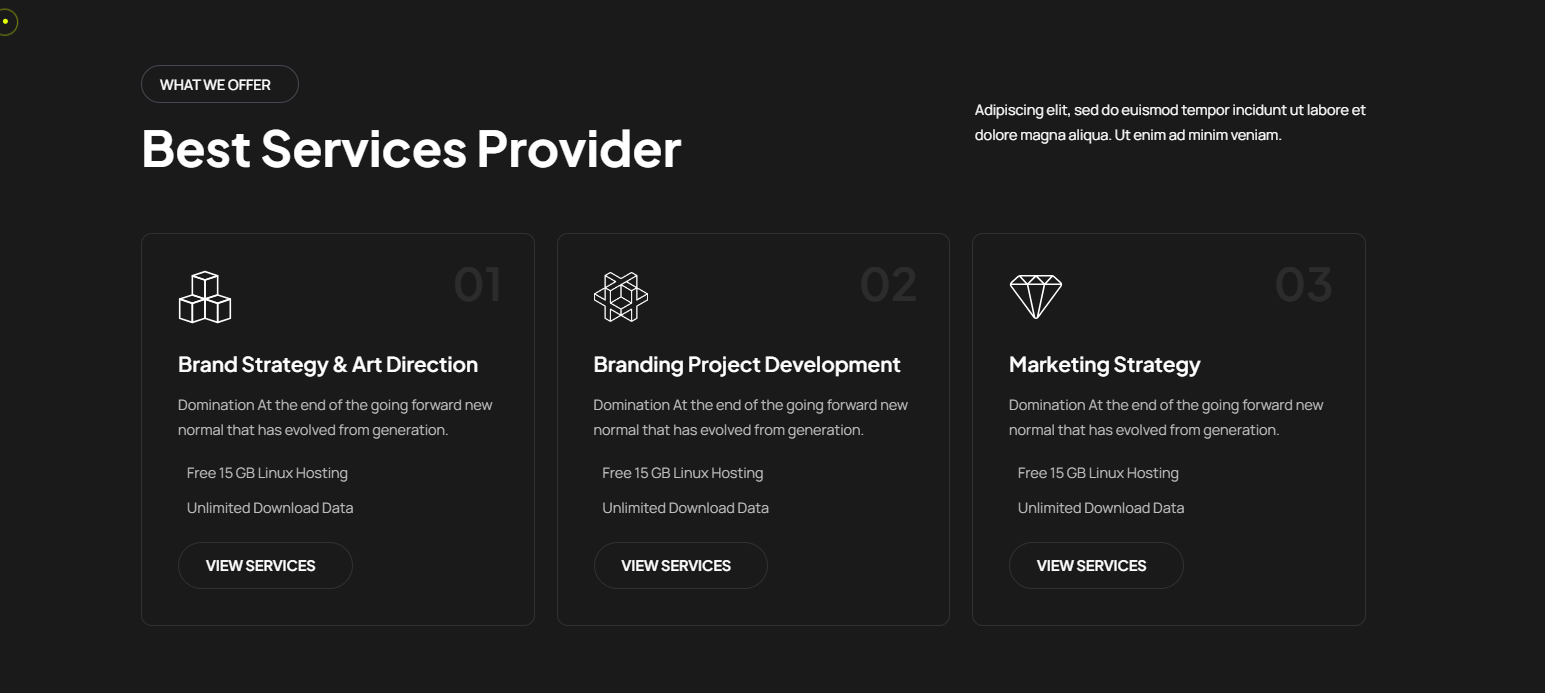 WHAT WE OFFER
Best Services Provider
Adipiscing elit, sed do euismod tempor incidunt ut labore et
dolore magna aliqua. Ut enim ad minim veniam.
01
Brand Strategy & Art Direction
Domination At the end of the going forward new
normal that has evolved from generation.
Free 15 GB Linux Hosting
Unlimited Download Data
VIEW SERVICES
02
Branding Project Development
Domination At the end of the going forward new
normal that has evolved from generation.
Free 15 GB Linux Hosting
Unlimited Download Data
VIEW SERVICES
03
Marketing Strategy
Domination At the end of the going forward new
normal that has evolved from generation.
Free 15 GB Linux Hosting
Unlimited Download Data
VIEW SERVICES